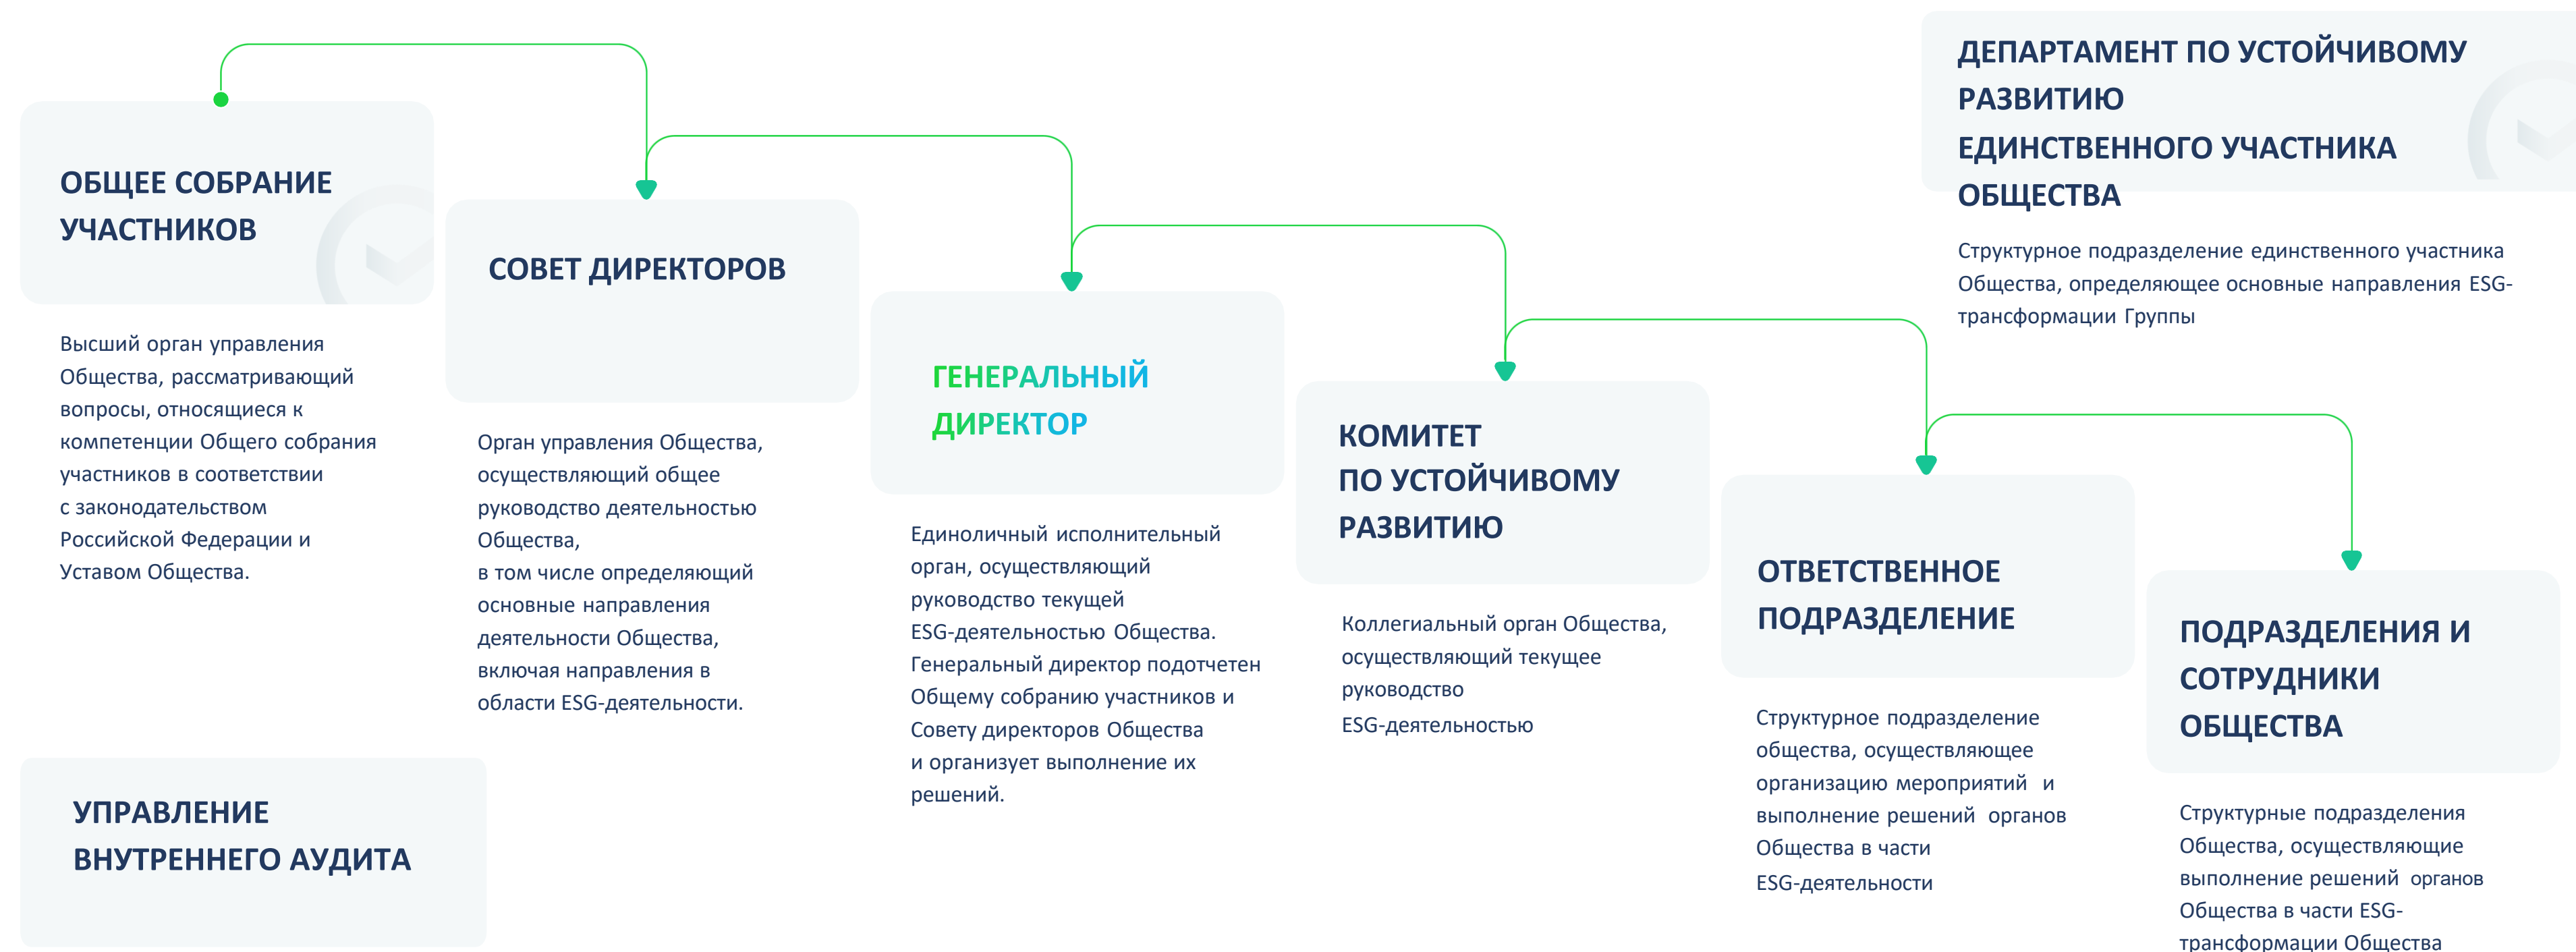 ОБЩЕЕ СОБРАНИЕ
УЧАСТНИКОВ
Высший орган управления
Общества, рассматривающий
вопросы, относящиеся к
компетенции Общего собрания
участников в соответствии
с законодательством
Российской Федерации и
Уставом Общества.
СОВЕТ ДИРЕКТОРОВ
Орган управления Общества,
осуществляющий общее
руководство деятельностью
Общества,
в том числе определяющий
основные направления
деятельности Общества,
включая направления в
области ESG-деятельности.
ГЕНЕРАЛЬНЫЙ
ДИРЕКТОР
Единоличный исполнительный
орган, осуществляющий
руководство текущей
ESG-деятельностью Общества.
Генеральный директор подотчетен
Общему собранию участников и
Совету директоров Общества
и организует выполнение их
решений.
КОМИТЕТ
ПО УСТОЙЧИВОМУ
РАЗВИТИЮ
Коллегиальный орган Общества,
осуществляющий текущее
руководство
ESG-деятельностью
ОТВЕТСТВЕННОЕ
ПОДРАЗДЕЛЕНИЕ
Структурное подразделение
общества, осуществляющее
организацию мероприятий и
выполнение решений органов
Общества в части
ESG-деятельности
ПОДРАЗДЕЛЕНИЯ И
СОТРУДНИКИ
ОБЩЕСТВА
Структурные подразделения
Общества, осуществляющие
выполнение решений органов
Общества в части ESG-
трансформации Общества
ДЕПАРТАМЕНТ ПО УСТОЙЧИВОМУ
РАЗВИТИЮ
ЕДИНСТВЕННОГО УЧАСТНИКА
ОБЩЕСТВА
Структурное подразделение единственного участника
Общества, определяющее основные направления ESG-
трансформации Группы
УПРАВЛЕНИЕ
ВНУТРЕННЕГО АУДИТА